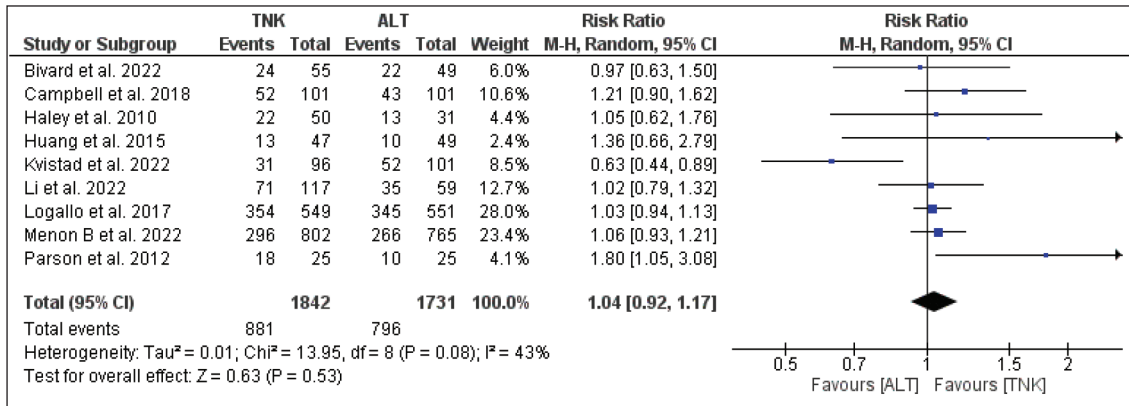 TNK ALT Risk Ratio Risk Ratio
Study or Subgroup Events Total Events Total Weight M-H, Random, 95% CI M-H, Random, 95% CI
Bivard et al. 2022 24 55 22 49 6.0% 0.97 [0.63, 1.50]
Campbell et al. 2018 52 101 43 101 10.6% 1.21 [0.90, 1.62]
Haley et al. 2010 22 50 13 31 4.4% 1.05 [0.62, 1.76]
Huang et al. 2015 13 47 10 49 2.4% 1.36 [0.66, 2.79]
Kvistad et al. 2022 31 96 52 101 8.5% 0.63 [0.44, 0.89]
Li et al. 2022 71 117 35 59 12.7% 1.02 [0.79, 1.32]
Logallo et al. 2017 354 549 345 551 28.0% 1.03 [0.94, 1.13]
Menon B et al. 2022 296 802 266 765 23.4% 1.06 [0.93, 1.21]
Parson et al. 2012 18 25 10 25 4.1% 1.80 [1.05, 3.08]
Total (95% CI) 1842 1731 100.0% 1.04 [0.92, 1.17]
Total events 881 796
Heterogeneity: Tau² = 0.01; Chi² = 13.95, df = 8 (P = 0.08); I² = 43%
Test for overall effect: Z = 0.63 (P = 0.53)
0.5 0.7 1 1.5 2
Favours [ALT] Favours [TNK]